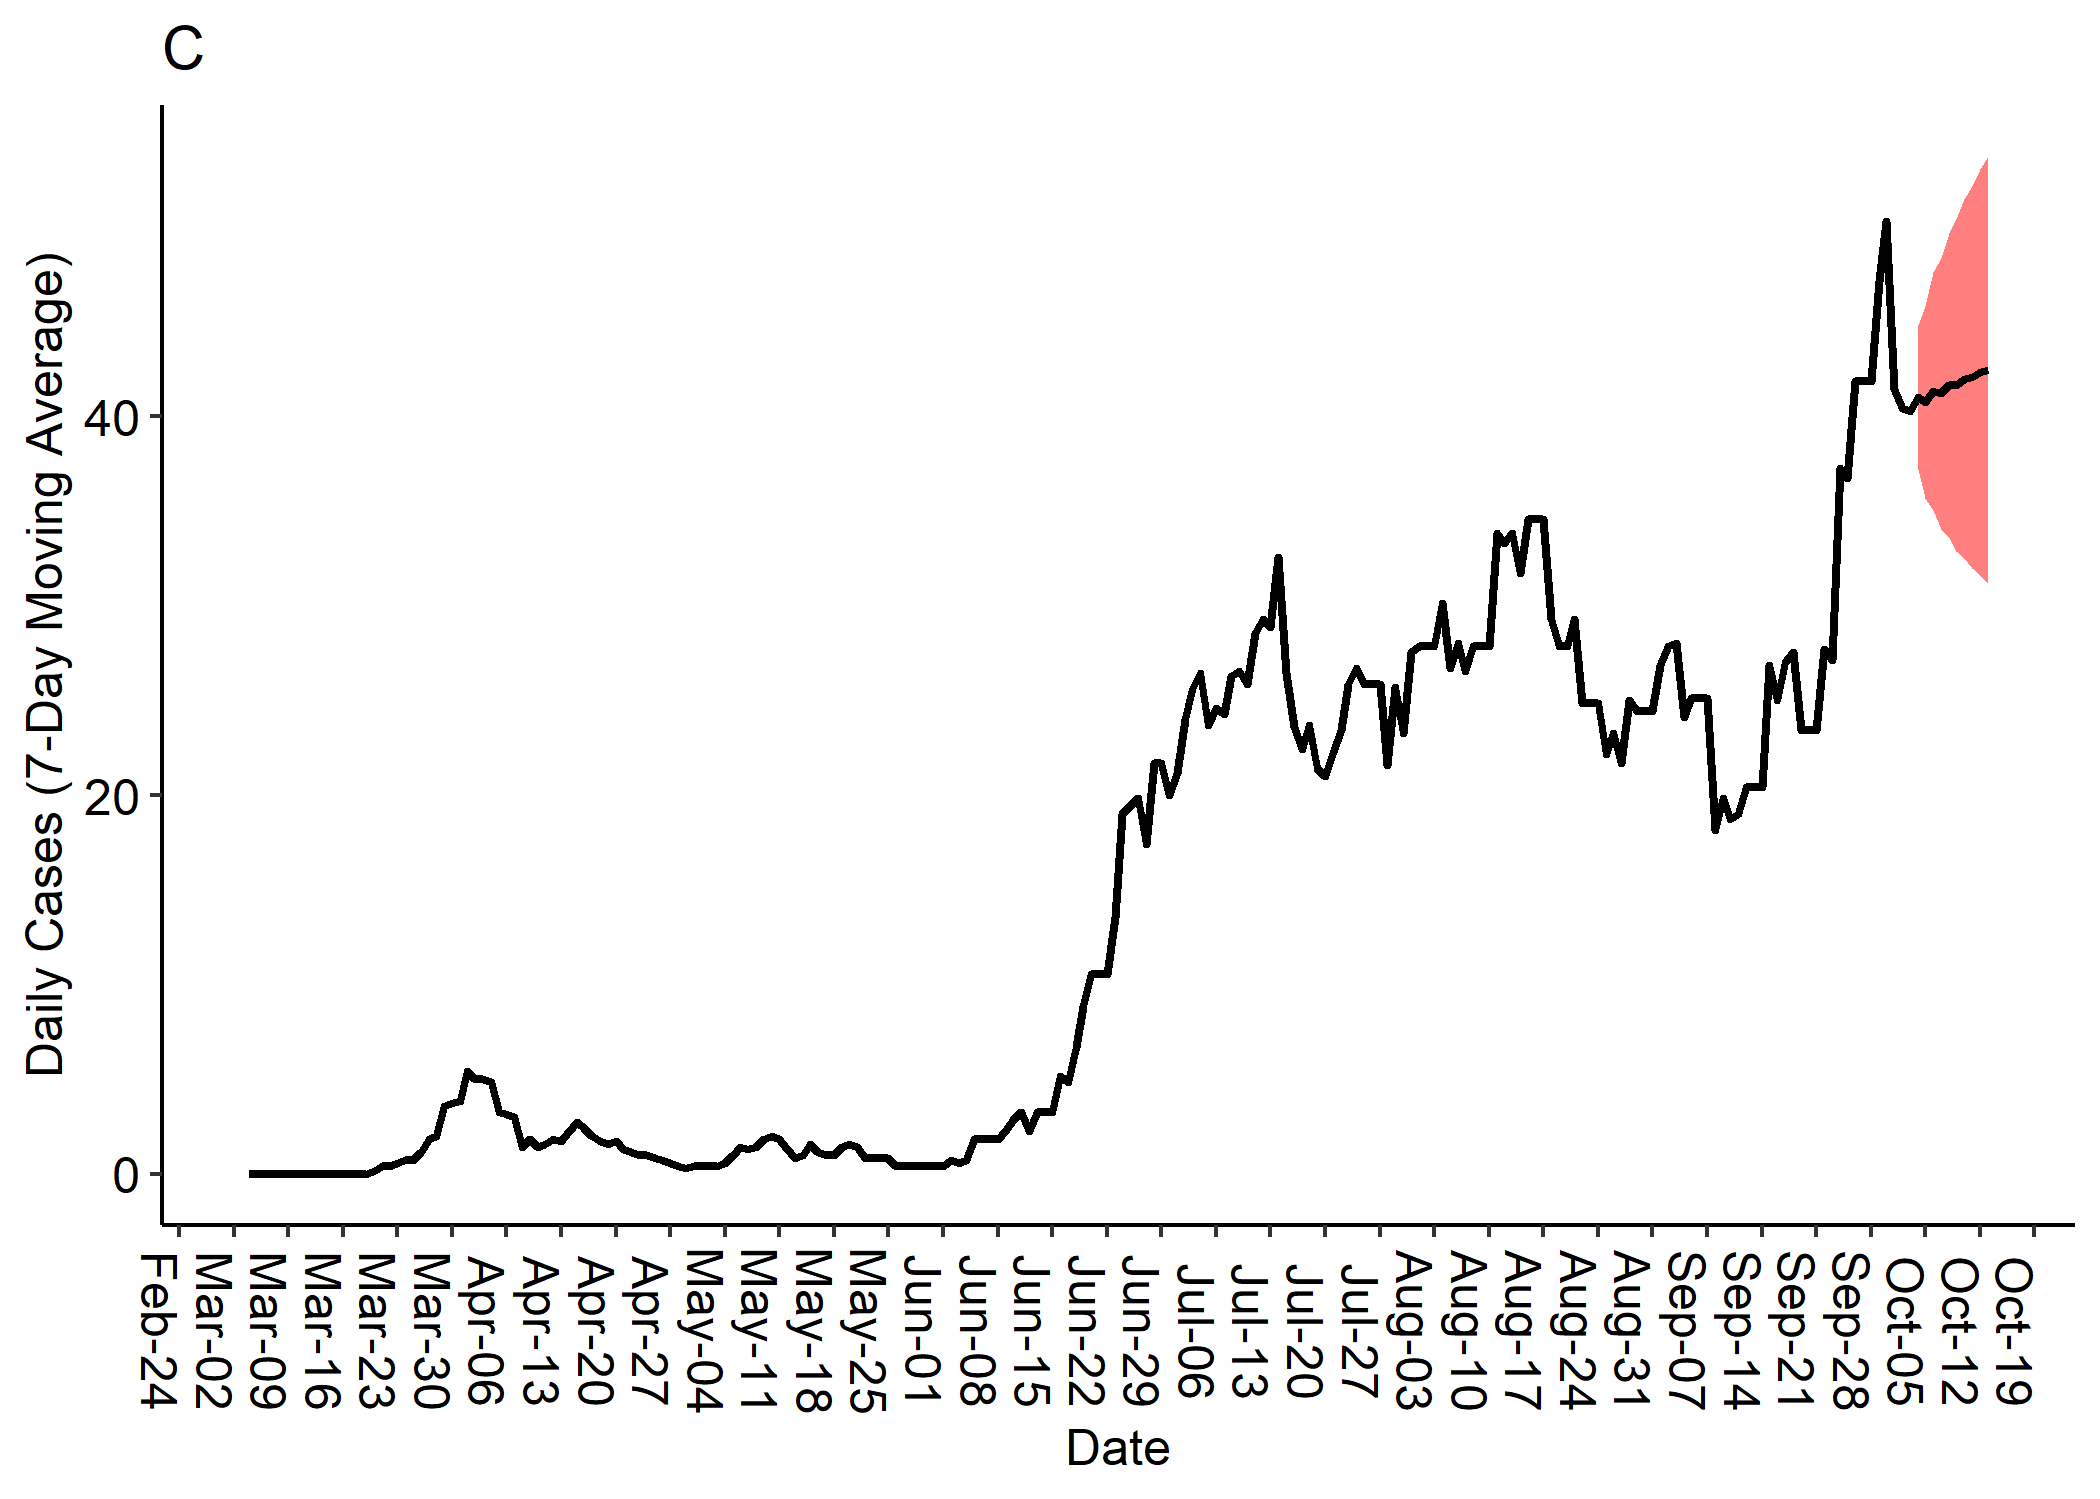 C
Daily Cases (7-Day Moving Average)
40
20
0
Feb-24
Mar-02
Mar-09
Mar-16
Mar-23
Mar-30
Apr-06
Apr-13
Apr-20
Apr-27
May-04
May-11
May-18
May-25
Jun-01
Jun-08
Jun-15
Jun-22
Jun-29
Jul-06
Jul-13
Jul-20
Jul-27
Aug-03
Aug-10
Aug-17
Aug-24
Aug-31
Sep-07
Sep-14
Sep-21
Sep-28
Oct-05
Oct-12
Oct-19
Date